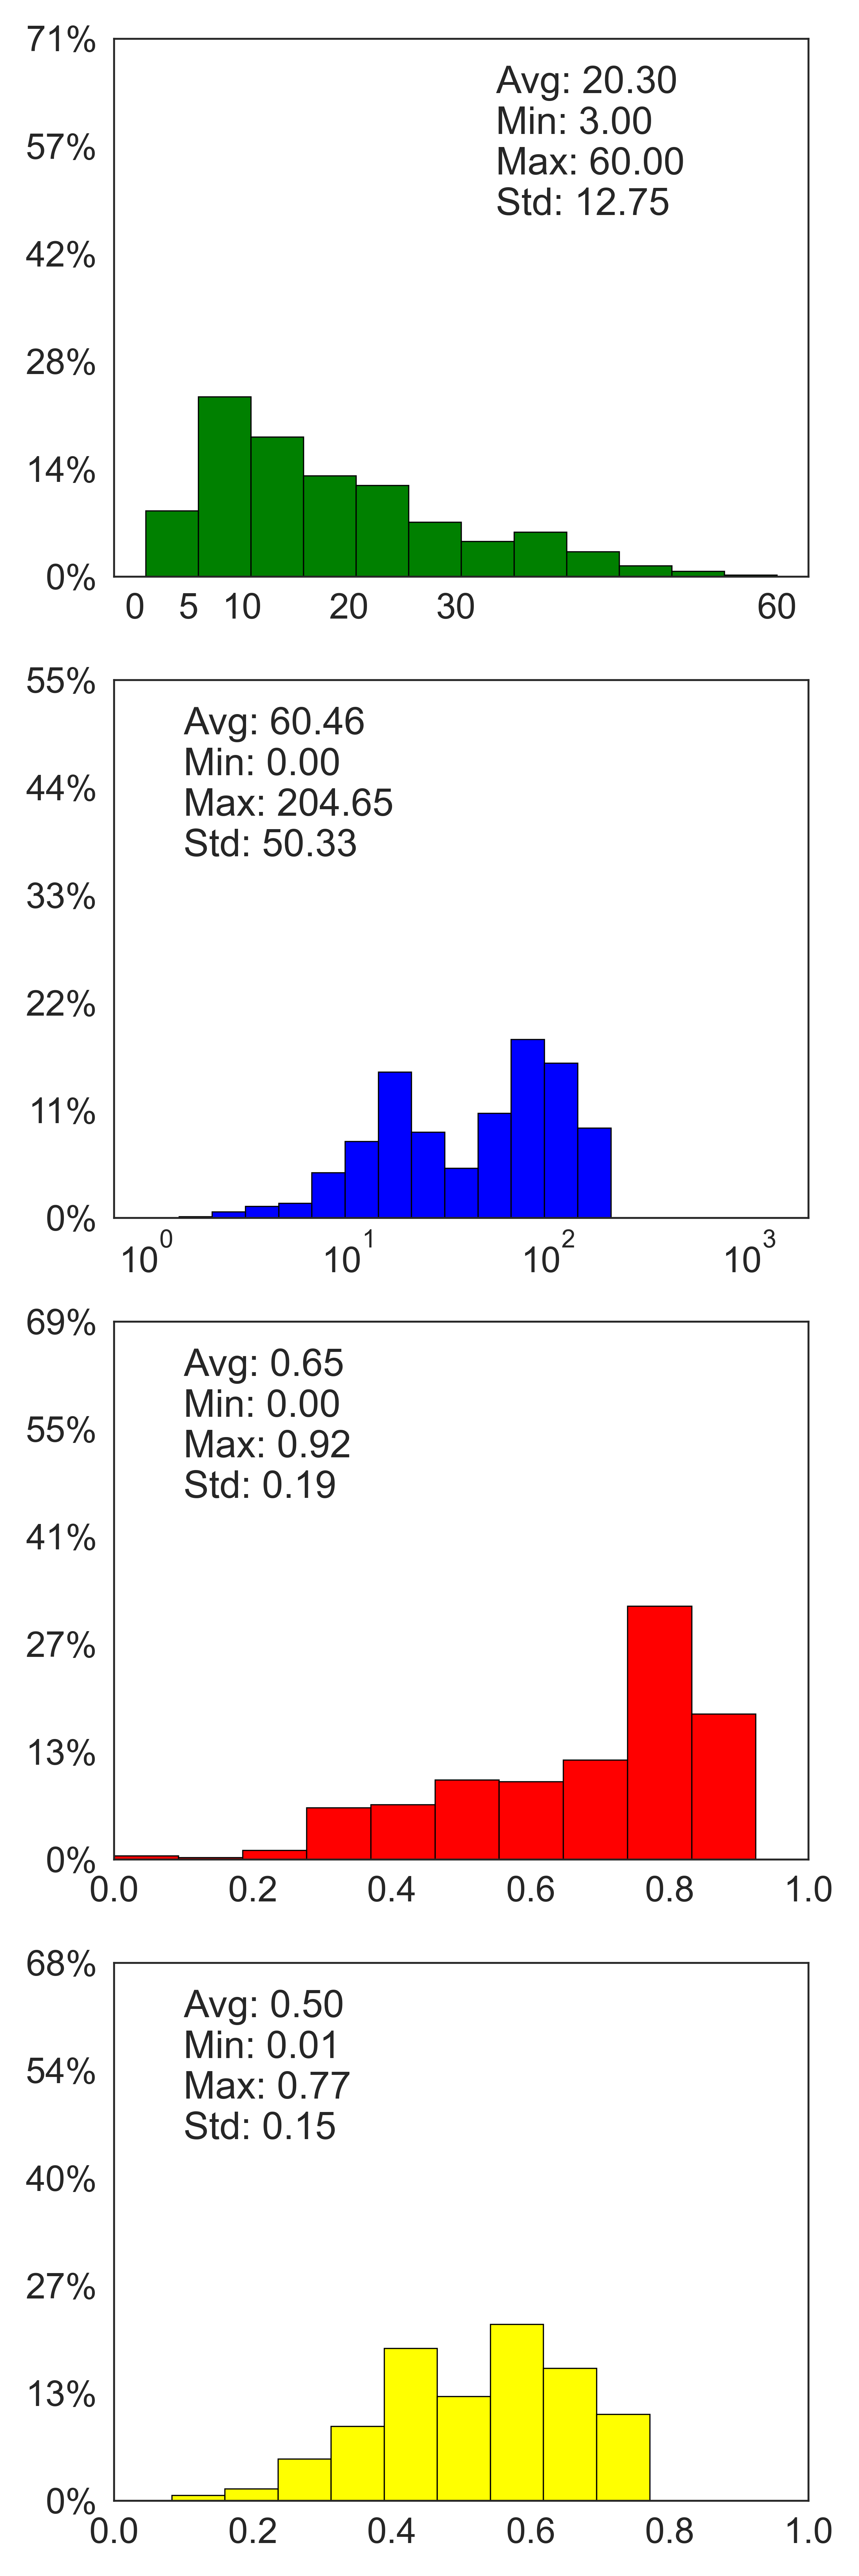 71%
Avg: 20.30
Min: 3.00
57%
Max: 60.00
Std: 12.75
42%
28%
14%
0%
0 5 10 20 30 60
55%
Avg: 60.46
Min: 0.00
44%
Max: 204.65
Std: 50.33
33%
22%
11%
0%
10^0 10^1 10^2 10^3
69%
Avg: 0.65
Min: 0.00
55%
Max: 0.92
Std: 0.19
41%
27%
13%
0%
0.0 0.2 0.4 0.6 0.8 1.0
68%
Avg: 0.50
Min: 0.01
54%
Max: 0.77
Std: 0.15
40%
27%
13%
0%
0.0 0.2 0.4 0.6 0.8 1.0